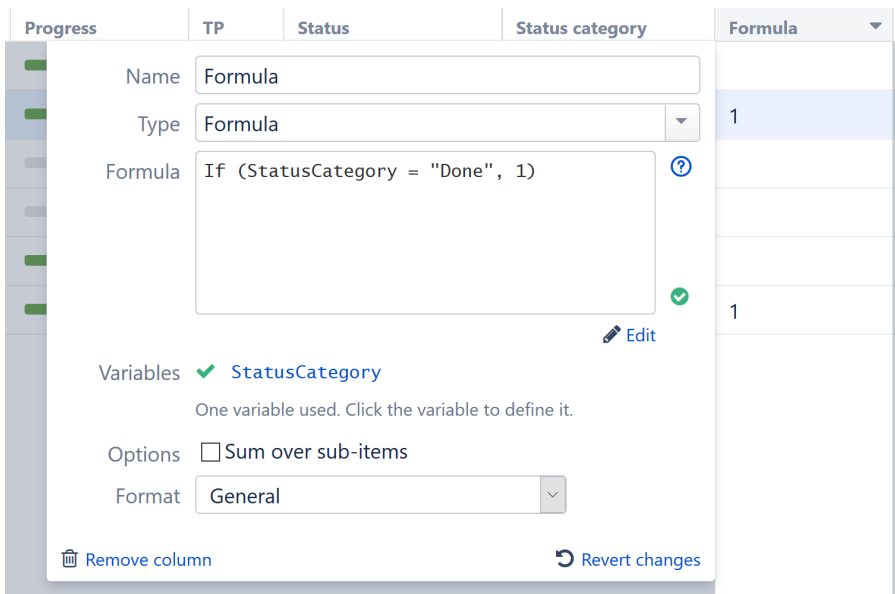 Progress TP Status Status category Formula
Name Formula
1
Type Formula
Formula If (StatusCategory = "Done", 1)
1
Edit
Variables StatusCategory
One variable used. Click the variable to define it.
Options Sum over sub-items
Format General
Remove column Revert changes